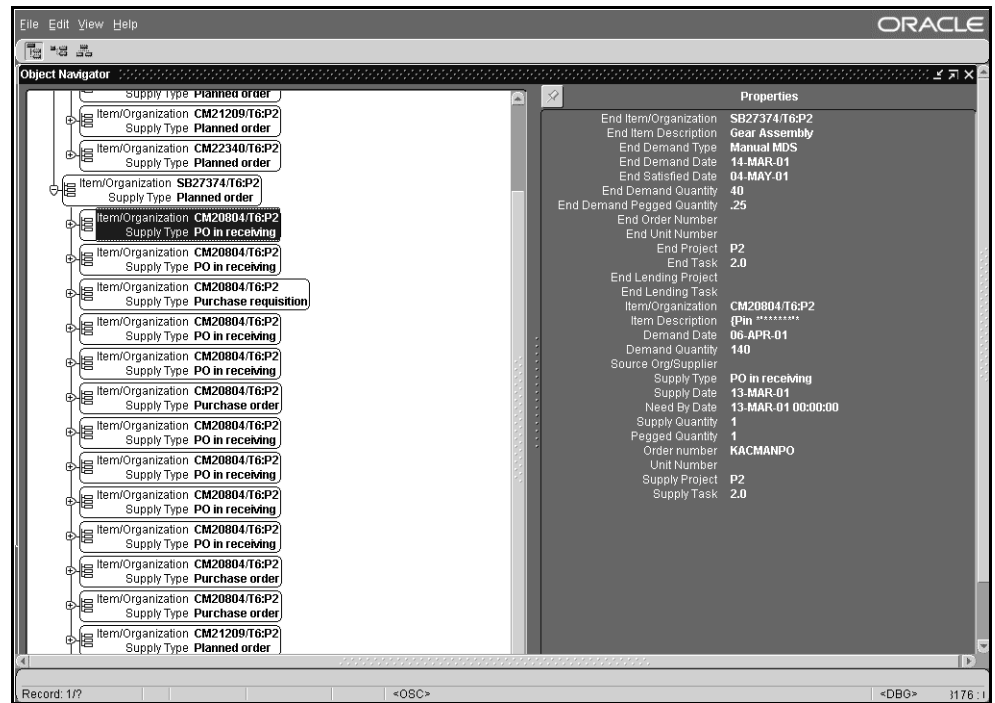 File Edit View Help
ORACLE
Object Navigator
Supply Type Planned order
Item/Organization CM21209/T6:P2
Supply Type Planned order
Item/Organization CM22340/T6:P2
Supply Type Planned order
Item/Organization SB27374/T6:P2
Supply Type Planned order
Item/Organization CM20804/T6:P2
Supply Type PO in receiving
Item/Organization CM20804/T6:P2
Supply Type PO in receiving
Item/Organization CM20804/T6:P2
Supply Type Purchase requisition
Item/Organization CM20804/T6:P2
Supply Type PO in receiving
Item/Organization CM20804/T6:P2
Supply Type PO in receiving
Item/Organization CM20804/T6:P2
Supply Type Purchase order
Item/Organization CM20804/T6:P2
Supply Type PO in receiving
Item/Organization CM20804/T6:P2
Supply Type PO in receiving
Item/Organization CM20804/T6:P2
Supply Type PO in receiving
Item/Organization CM20804/T6:P2
Supply Type PO in receiving
Item/Organization CM20804/T6:P2
Supply Type Purchase order
Item/Organization CM20804/T6:P2
Supply Type Purchase order
Item/Organization CM21209/T6:P2
Supply Type Planned order
Properties
End Item/Organization SB27374/T6:P2
End Item Description Gear Assembly
End Demand Type Manual MDS
End Demand Date 14-MAR-01
End Satisfied Date 04-MAY-01
End Demand Quantity 40
End Demand Pegged Quantity .25
End Order Number
End Unit Number
End Project P2
End Task 2.0
End Lending Project
End Lending Task
Item/Organization CM20804/T6:P2
Item Description {Pin *********
Demand Date 06-APR-01
Demand Quantity 140
Source Org/Supplier
Supply Type PO in receiving
Supply Date 13-MAR-01
Need By Date 13-MAR-01 00:00:00
Supply Quantity 1
Pegged Quantity 1
Order number KACMANPO
Unit Number
Supply Project P2
Supply Task 2.0
Record: 1/? <OSC> <DBG>